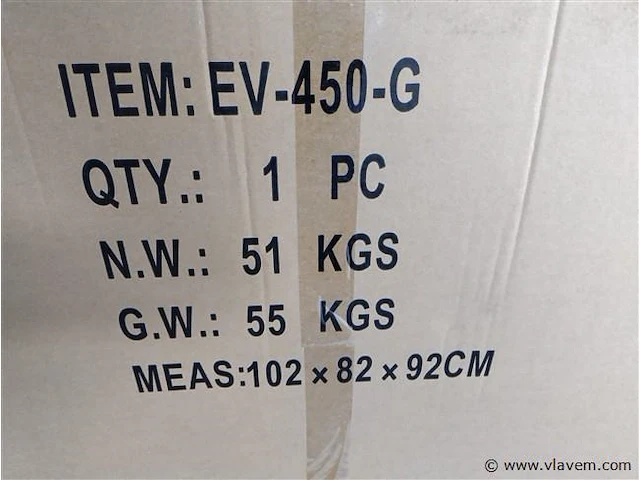 ITEM: EV-450-G
QTY.: 1 PC
N.W.: 51 KGS
G.W.: 55 KGS
MEAS:102 × 82 × 92CM
© www.vlavem.com